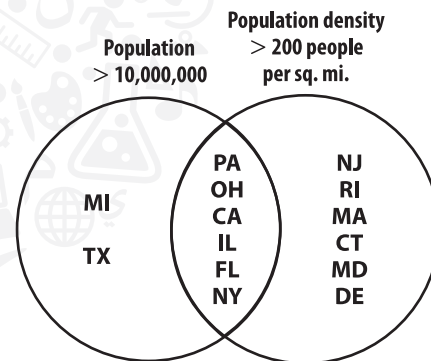 Population
> 10,000,000
Population density
> 200 people
per sq. mi.
MI
TX
PA
OH
CA
IL
FL
NY
NJ
RI
MA
CT
MD
DE